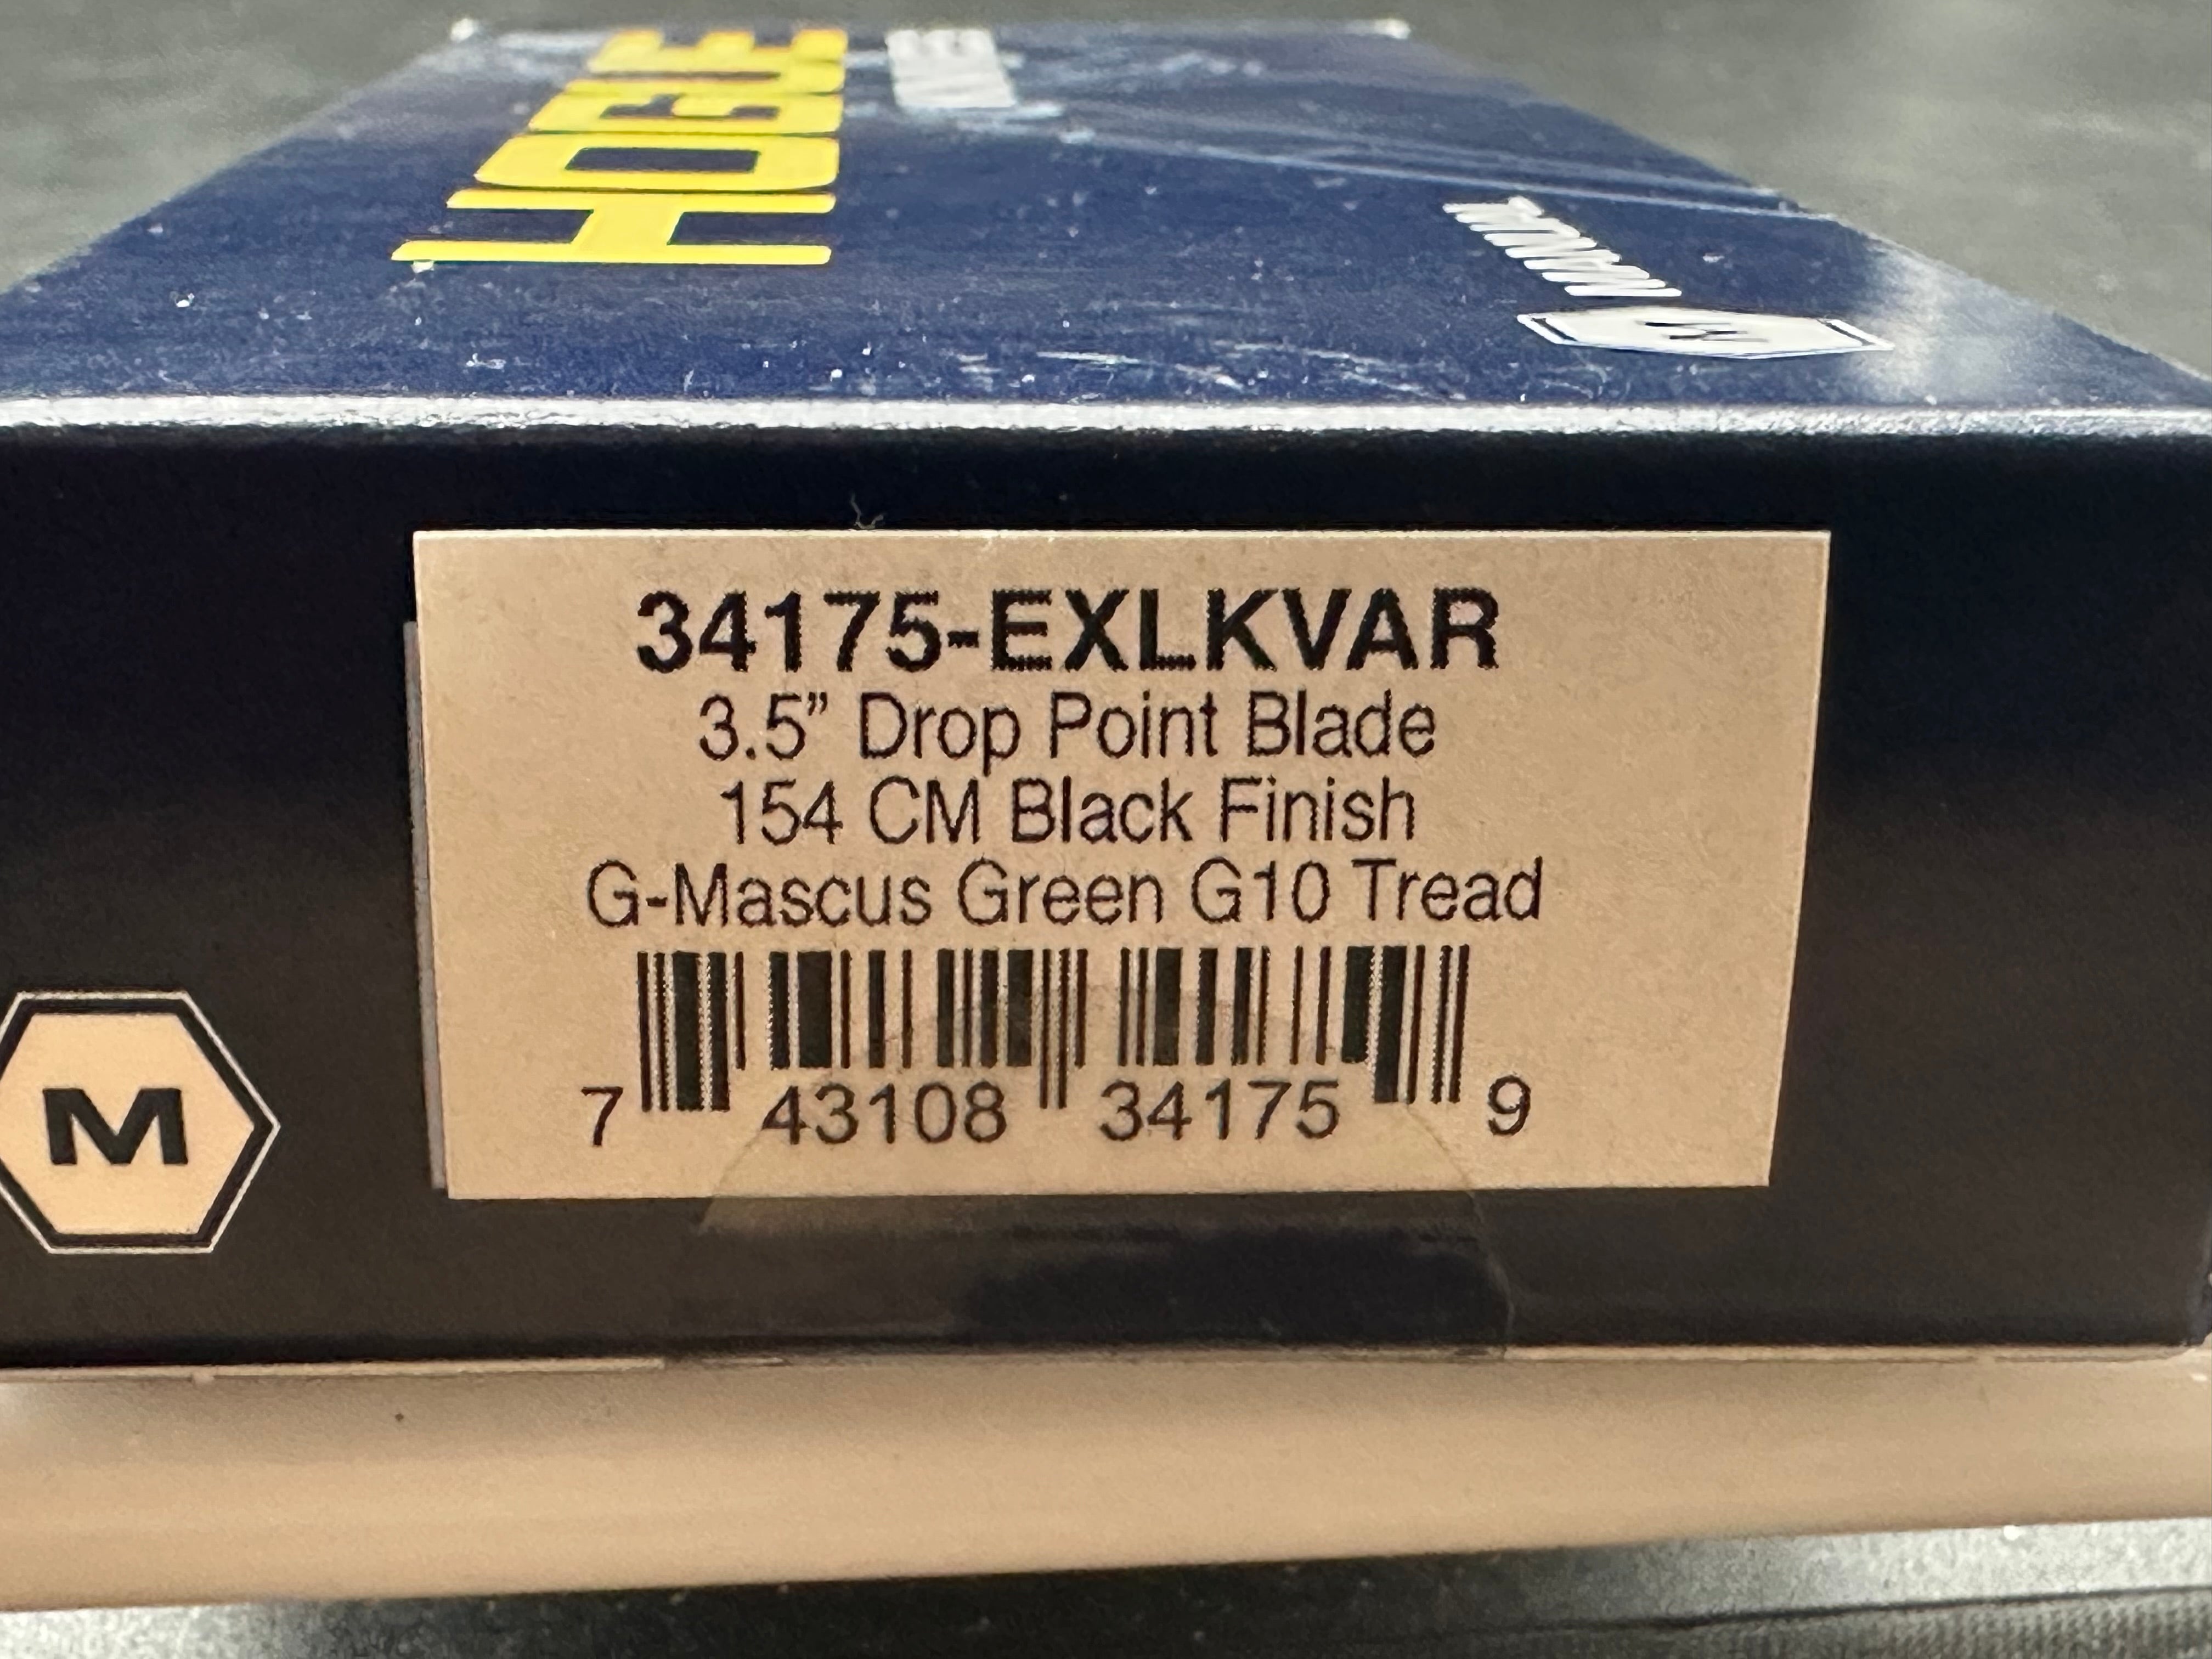 HOGUE
MANUAL
M
34175-EXLKVAR
3.5” Drop Point Blade
154 CM Black Finish
G-Mascus Green G10 Tread
7 43108 34175 9
M